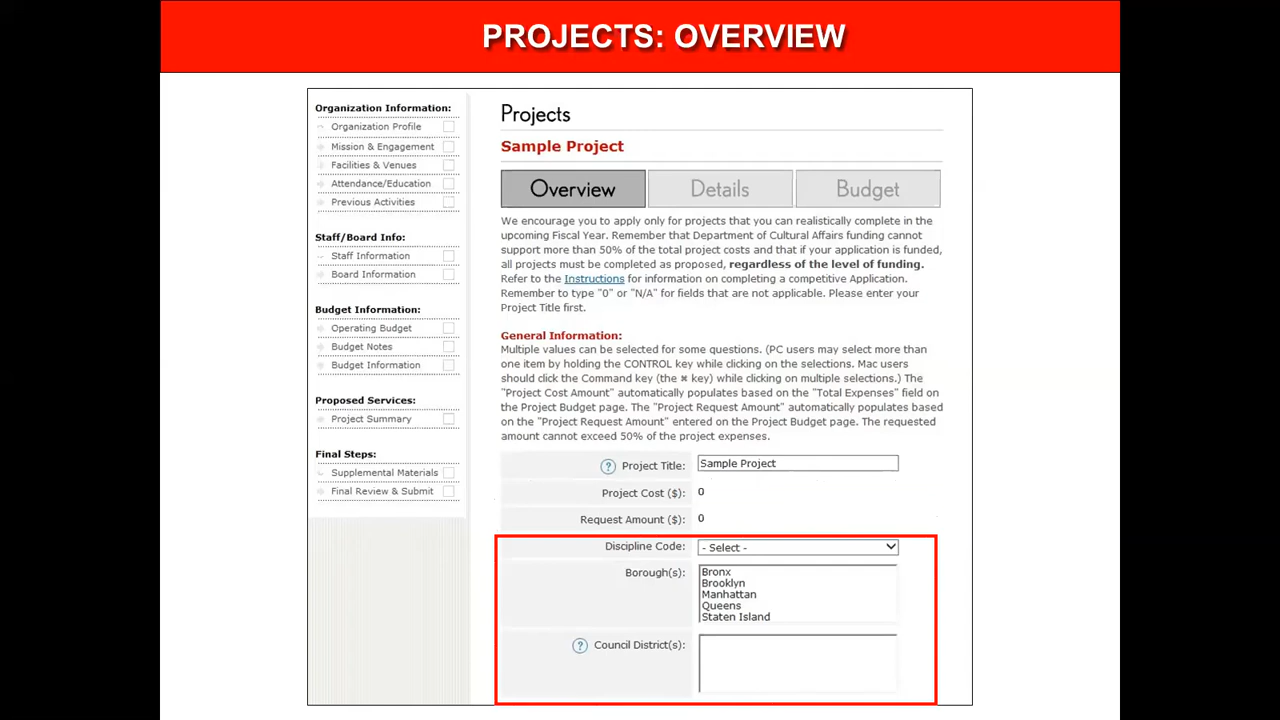 PROJECTS: OVERVIEW
Organization Information:
Organization Profile
Mission & Engagement
Facilities & Venues
Attendance/Education
Previous Activities
Staff/Board Info:
Staff Information
Board Information
Budget Information:
Operating Budget
Budget Notes
Budget Information
Proposed Services:
Project Summary
Final Steps:
Supplemental Materials
Final Review & Submit
Projects
Sample Project
Overview Details Budget
We encourage you to apply only for projects that you can realistically complete in the
upcoming Fiscal Year. Remember that Department of Cultural Affairs funding cannot
support more than 50% of the total project costs and that if your application is funded,
all projects must be completed as proposed, regardless of the level of funding.
Refer to the Instructions for information on completing a competitive Application.
Remember to type "0" or "N/A" for fields that are not applicable. Please enter your
Project Title first.
General Information:
Multiple values can be selected for some questions. (PC users may select more than
one item by holding the CONTROL key while clicking on the selections. Mac users
should click the Command key (the ⌘ key) while clicking on multiple selections.) The
"Project Cost Amount" automatically populates based on the "Total Expenses" field on
the Project Budget page. The "Project Request Amount" automatically populates based
on the "Project Request Amount" entered on the Project Budget page. The requested
amount cannot exceed 50% of the project expenses.
? Project Title: Sample Project
Project Cost ($): 0
Request Amount ($): 0
Discipline Code: - Select -
Borough(s): Bronx
Brooklyn
Manhattan
Queens
Staten Island
? Council District(s):